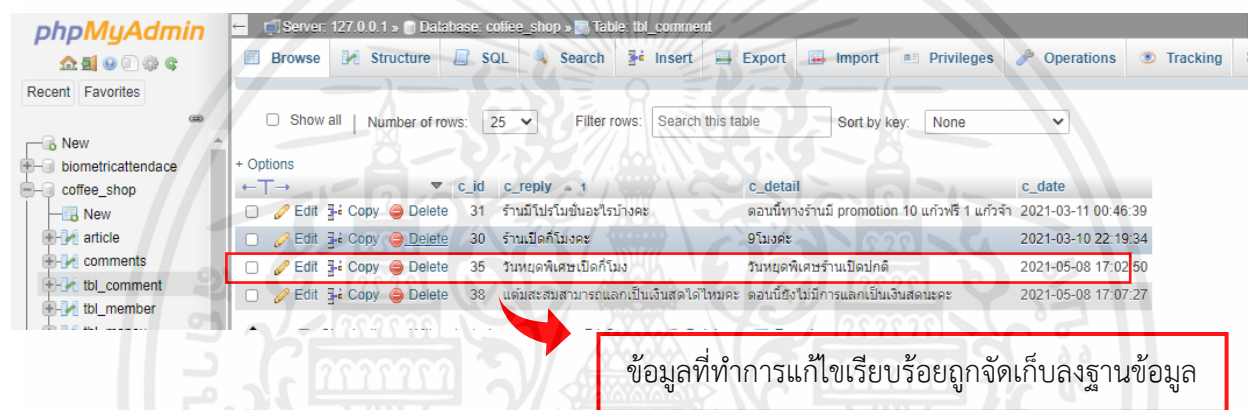 phpMyAdmin
Recent Favorites
New
biometricattendace
coffee_shop
New
article
comments
tbl_comment
tbl_member
Server: 127.0.0.1 » Database: coffee_shop » Table: tbl_comment
Browse Structure SQL Search Insert Export Import Privileges Operations Tracking
Show all | Number of rows: 25 Filter rows: Search this table Sort by key: None
+ Options
←T→ c_id c_reply 1 c_detail c_date
Edit Copy Delete 31 ร้านมีโปรโมชั่นอะไรบ้างคะ ตอนนี้ทางร้านมี promotion 10 แก้วฟรี 1 แก้วจ้า 2021-03-11 00:46:39
Edit Copy Delete 30 ร้านเปิดกี่โมงคะ 9โมงค่ะ 2021-03-10 22:19:34
Edit Copy Delete 35 วันหยุดพิเศษเปิดกี่โมง วันหยุดพิเศษร้านเปิดปกติ 2021-05-08 17:02:50
Edit Copy Delete 38 แต้มสะสมสามารถแลกเป็นเงินสดได้ไหมคะ ตอนนี้ยังไม่มีการแลกเป็นเงินสดนะคะ 2021-05-08 17:07:27
ข้อมูลที่ทำการแก้ไขเรียบร้อยถูกจัดเก็บลงฐานข้อมูล